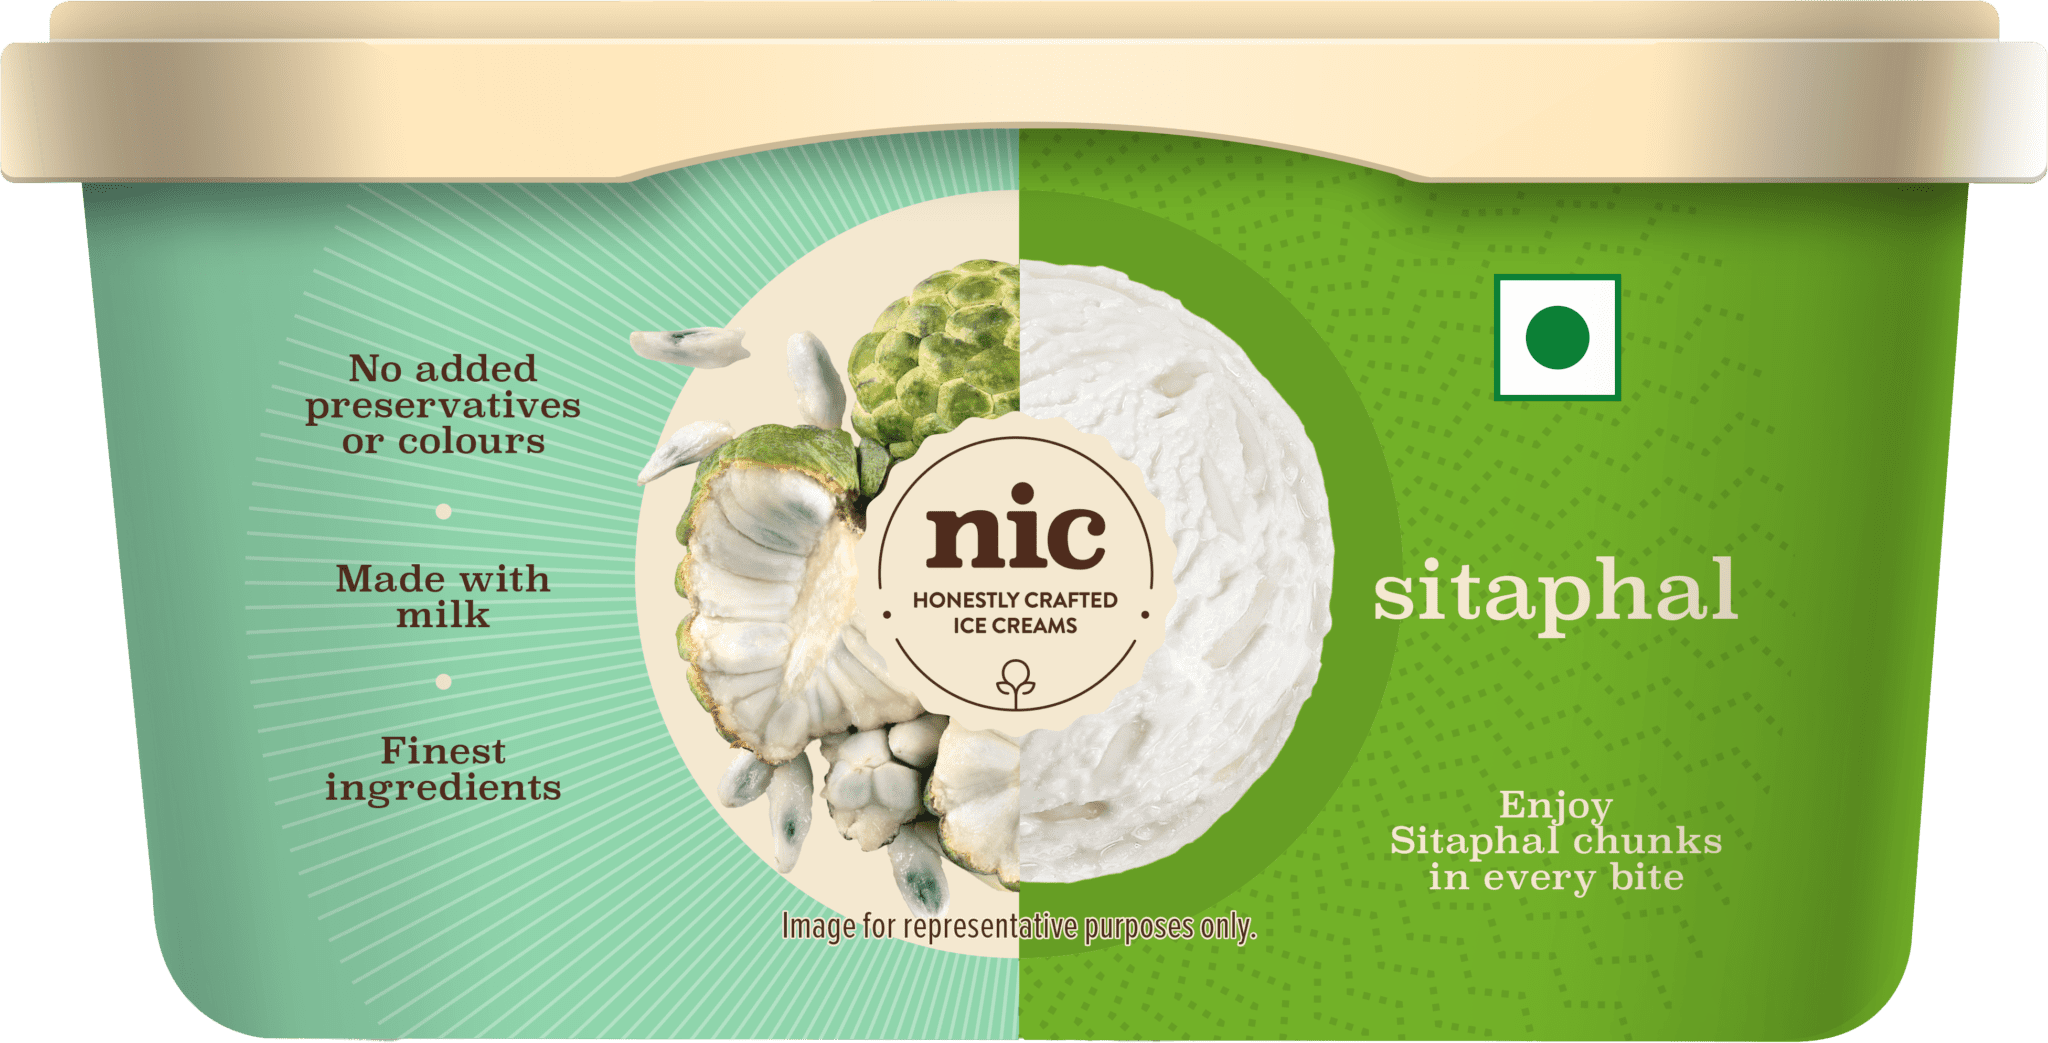 No added
preservatives
or colours
Made with
milk
Finest
ingredients
nic
HONESTLY CRAFTED
ICE CREAMS
sitaphal
Enjoy
Sitaphal chunks
in every bite
Image for representative purposes only.